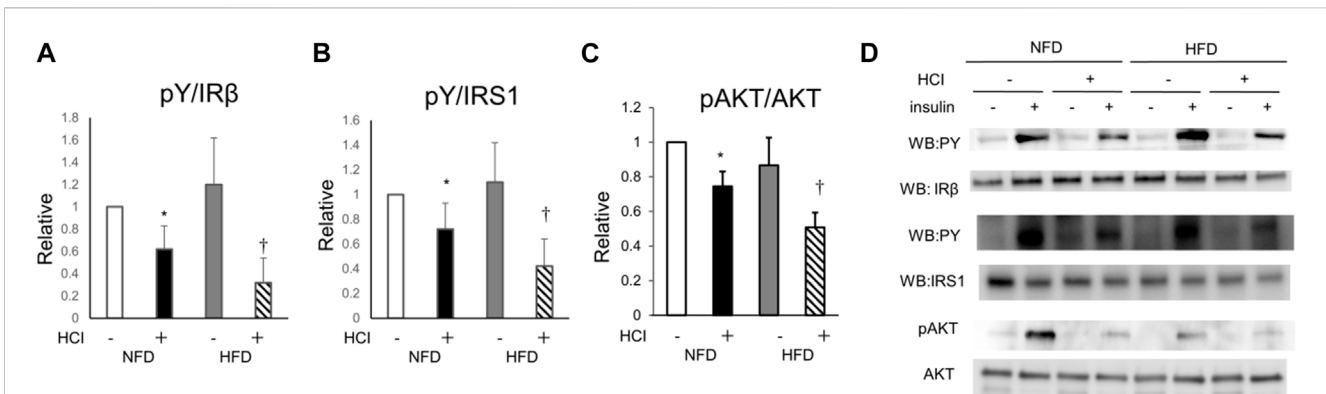 A
pY/IRβ
Relative
1.8
1.6
1.4
1.2
1.0
0.8
0.6
0.4
0.2
0
*
†
HCl - + - +
NFD HFD
B
pY/IRS1
Relative
1.6
1.4
1.2
1
0.8
0.6
0.4
0.2
0
*
†
HCl - + - +
NFD HFD
C
pAKT/AKT
Relative
1.2
1
0.8
0.6
0.4
0.2
0
*
†
HCl - + - +
NFD HFD
D
NFD HFD
HCl - + - +
insulin - + - + - + - +
WB:PY
WB: IRβ
WB:PY
WB:IRS1
pAKT
AKT